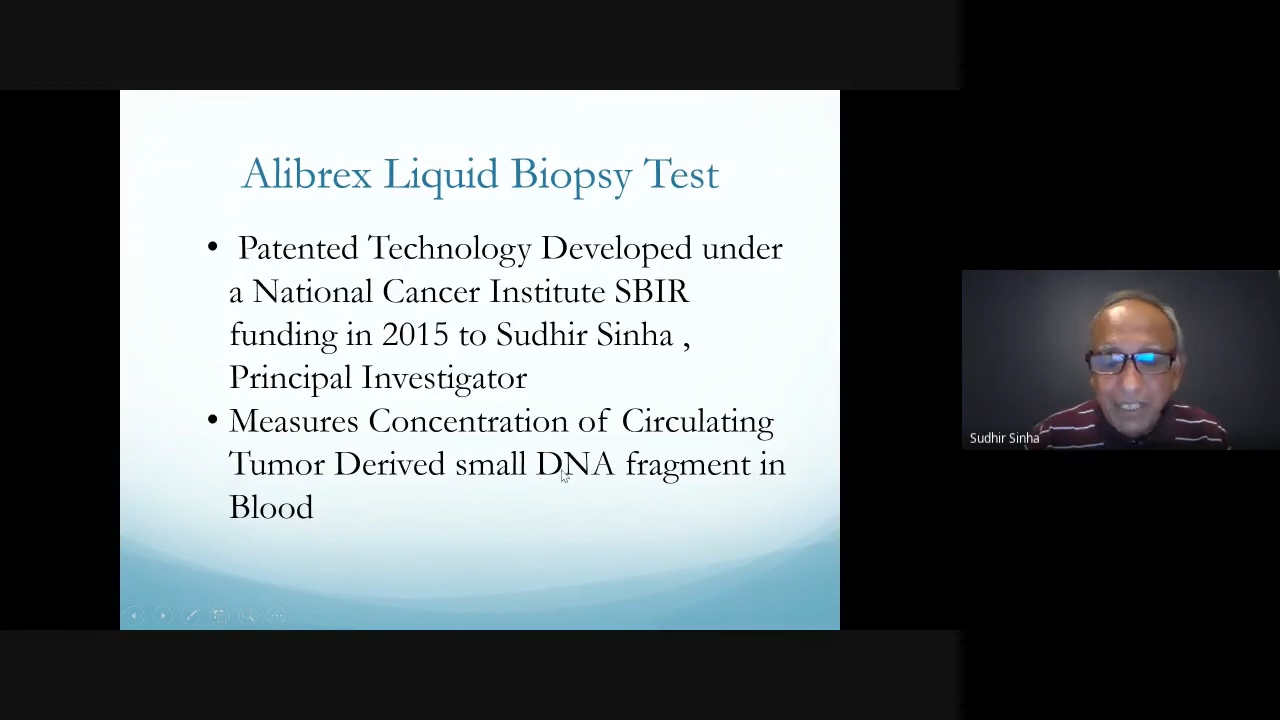 Alibrex Liquid Biopsy Test
• Patented Technology Developed under
a National Cancer Institute SBIR
funding in 2015 to Sudhir Sinha ,
Principal Investigator
• Measures Concentration of Circulating
Tumor Derived small DNA fragment in
Blood
Sudhir Sinha